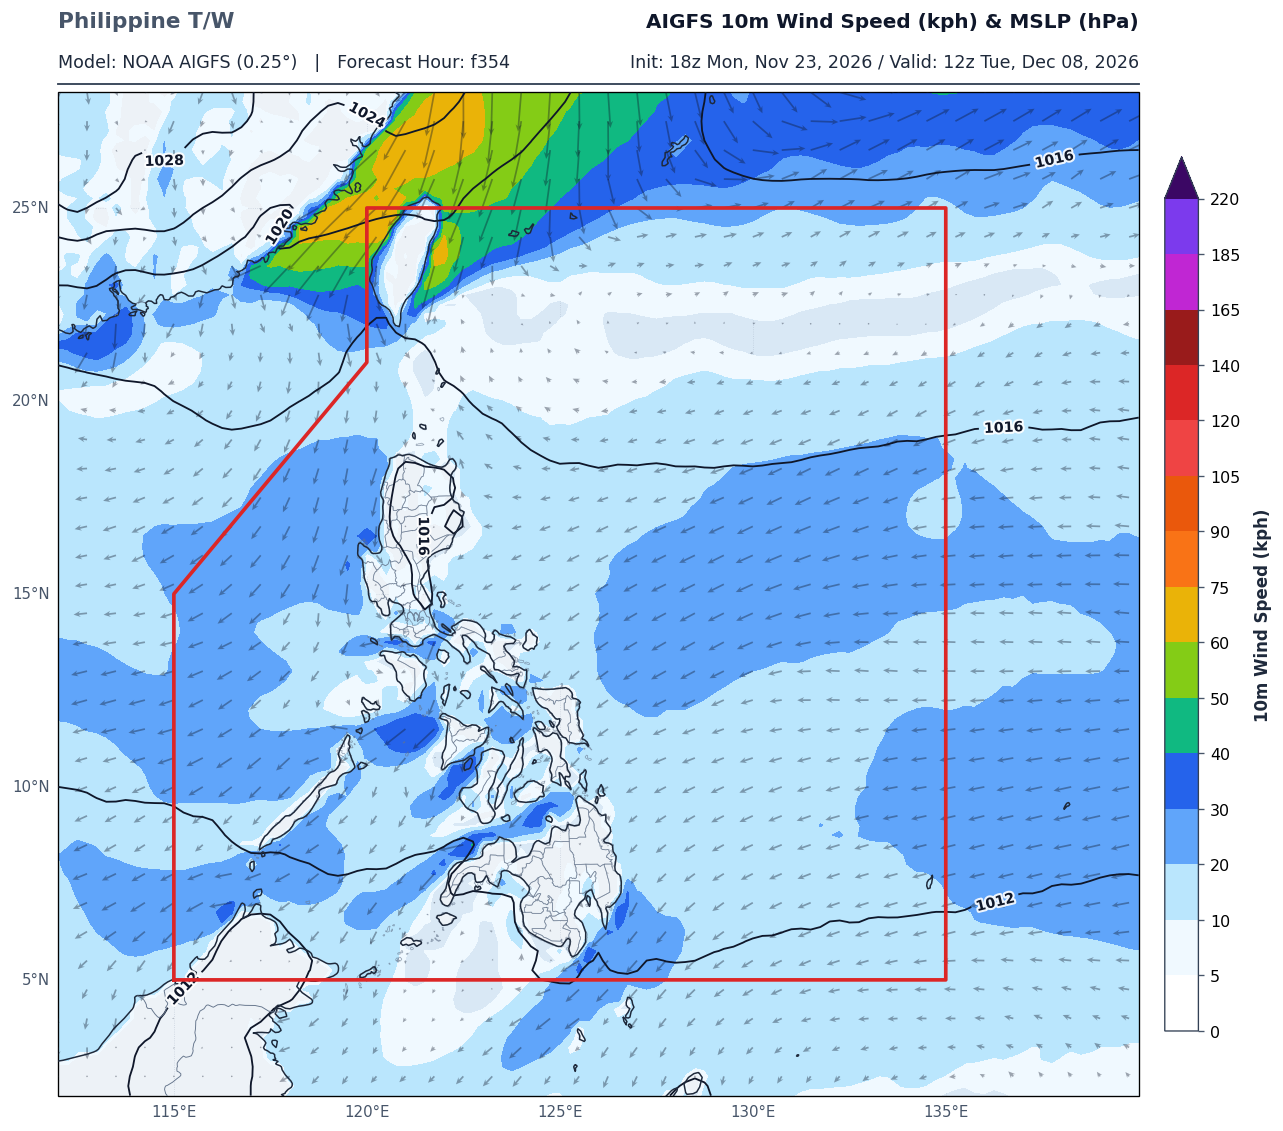 Philippine T/W
AIGFS 10m Wind Speed (kph) & MSLP (hPa)
Model: NOAA AIGFS (0.25°)   |   Forecast Hour: f354
Init: 18z Mon, Nov 23, 2026 / Valid: 12z Tue, Dec 08, 2026
1024
1028
1016
1020
1016
1016
1012
1012
25°N
20°N
15°N
10°N
5°N
115°E
120°E
125°E
130°E
135°E
220
185
165
140
120
105
90
75
60
50
40
30
20
10
5
0
10m Wind Speed (kph)